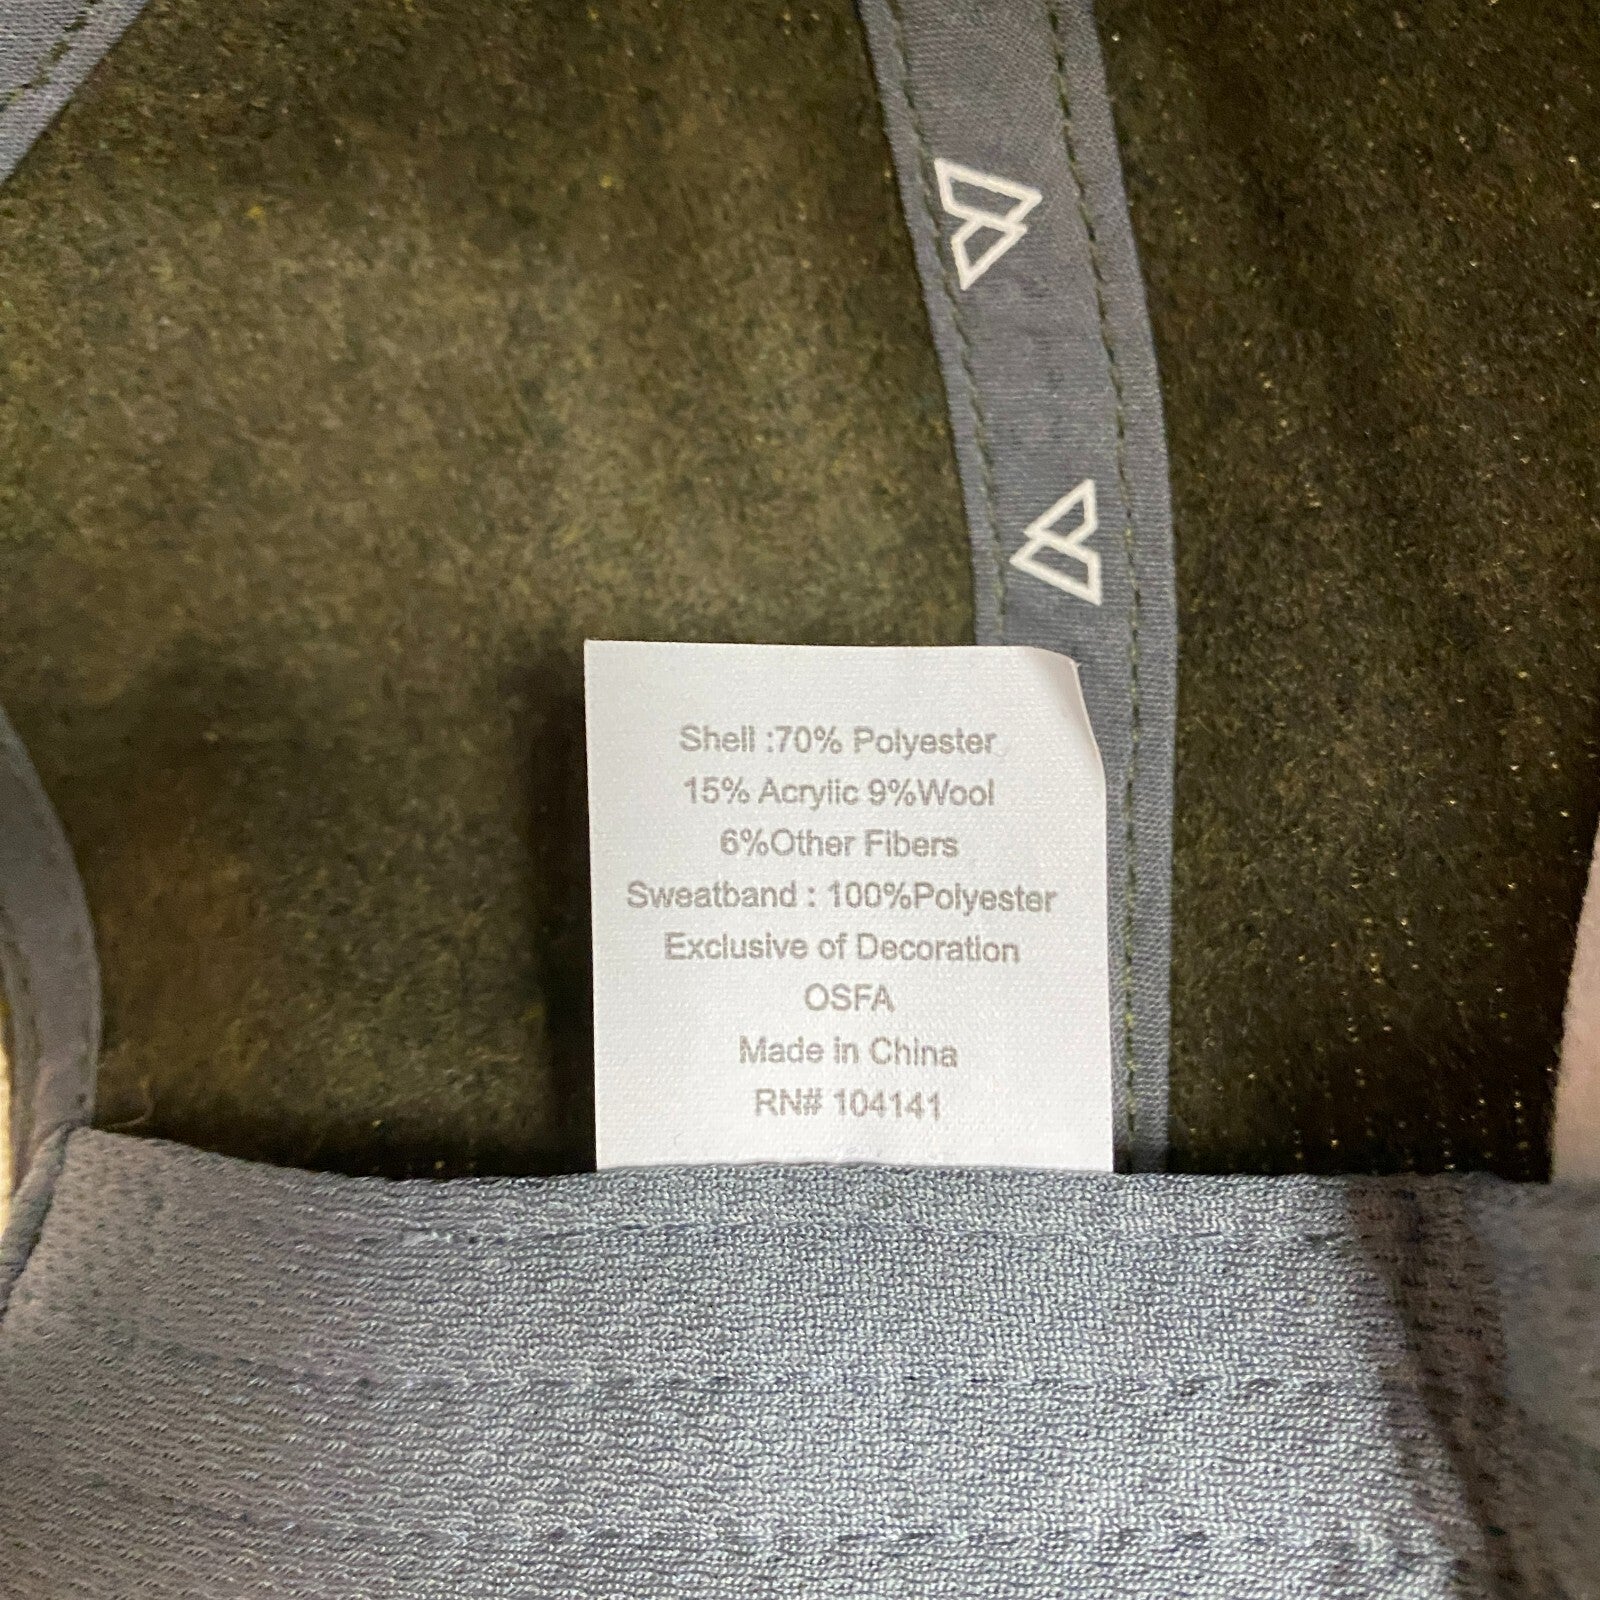 Shell :70% Polyester
15% Acrylic 9%Wool
6%Other Fibers
Sweatband : 100%Polyester
Exclusive of Decoration
OSFA
Made in China
RN# 104141